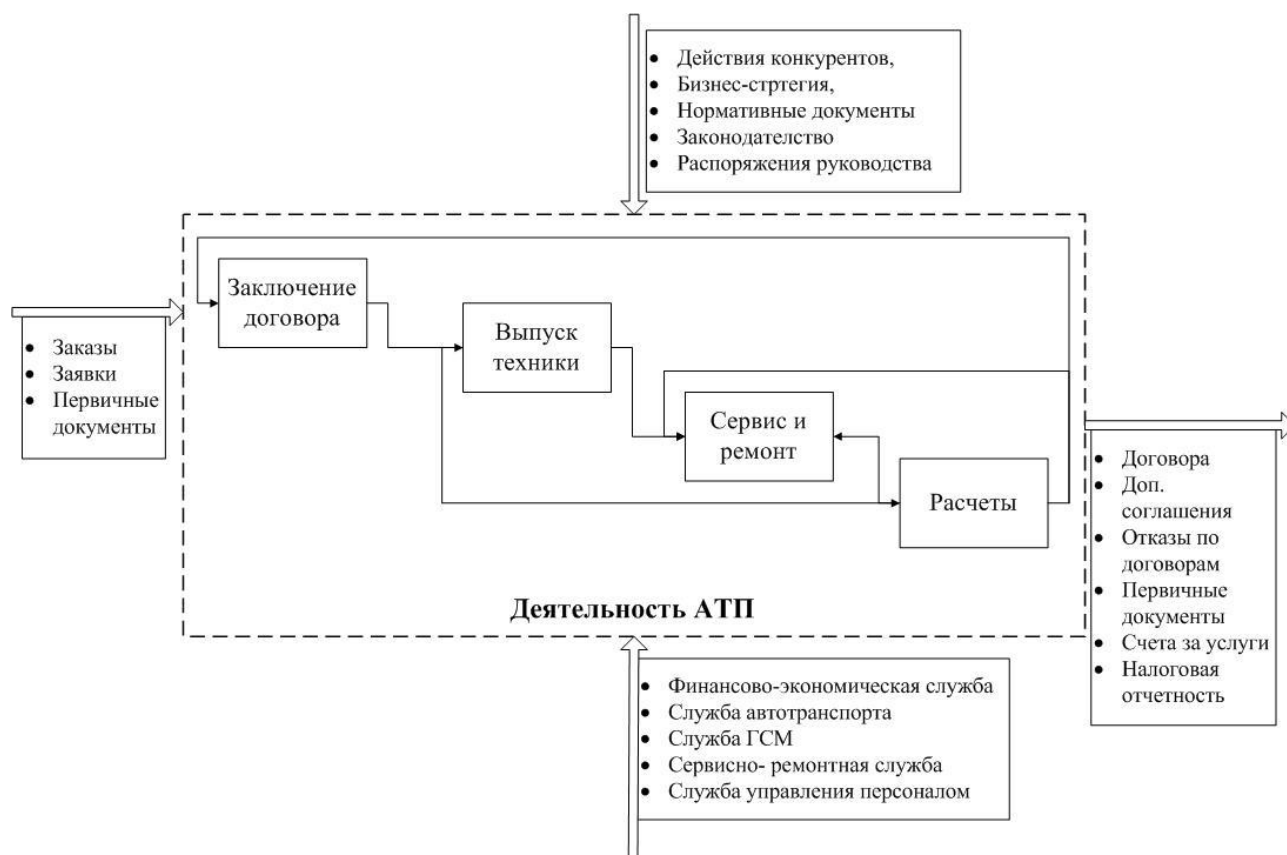 Действия конкурентов,
Бизнес-стртегия,
Нормативные документы
Законодателство
Распоряжения руководства
Заключение
договора
Выпуск
техники
Заказы
Заявки
Первичные
документы
Сервис и
ремонт
Расчеты
Договора
Доп.
соглашения
Отказы по
договорам
Первичные
документы
Счета за услуги
Налоговая
отчетность
Деятельность АТП
Финансово-экономическая служба
Служба автотранспорта
Служба ГСМ
Сервисно- ремонтная служба
Служба управления персоналом